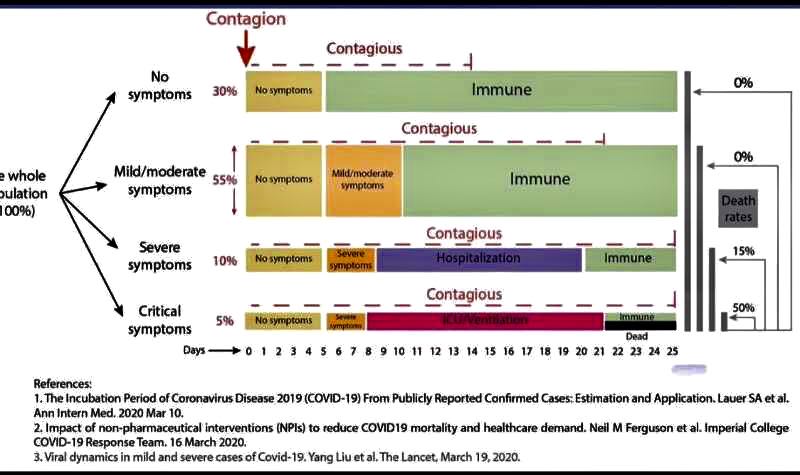 Contagion
Contagious
No symptoms
30%
No symptoms
Immune
0%
Contagious
e whole
pulation
100%)
Mild/moderate symptoms
55%
No symptoms
Mild/moderate symptoms
Immune
0%
Death rates
Contagious
Severe symptoms
10%
No symptoms
Severe symptoms
Hospitalization
Immune
15%
Contagious
Critical symptoms
5%
No symptoms
Severe symptoms
ICU/Ventilation
Immune
Dead
50%
Days 0 1 2 3 4 5 6 7 8 9 10 11 12 13 14 15 16 17 18 19 20 21 22 23 24 25
References:
1. The Incubation Period of Coronavirus Disease 2019 (COVID-19) From Publicly Reported Confirmed Cases: Estimation and Application. Lauer SA et al.
Ann Intern Med. 2020 Mar 10.
2. Impact of non-pharmaceutical interventions (NPIs) to reduce COVID19 mortality and healthcare demand. Neil M Ferguson et al. Imperial College
COVID-19 Response Team. 16 March 2020.
3. Viral dynamics in mild and severe cases of Covid-19. Yang Liu et al. The Lancet, March 19, 2020.